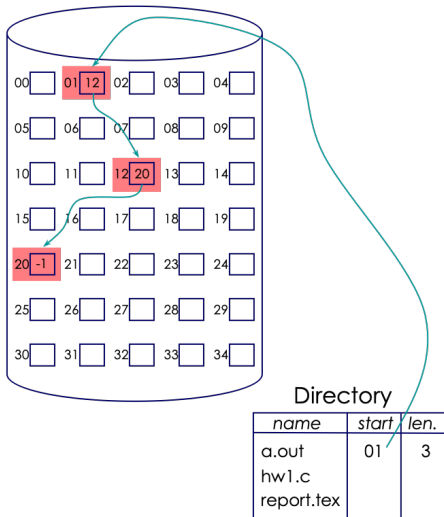 00 01 12 02 03 04
05 06 07 08 09
10 11 12 20 13 14
15 16 17 18 19
20 -1 21 22 23 24
25 26 27 28 29
30 31 32 33 34
Directory
name start len.
a.out 01 3
hw1.c
report.tex